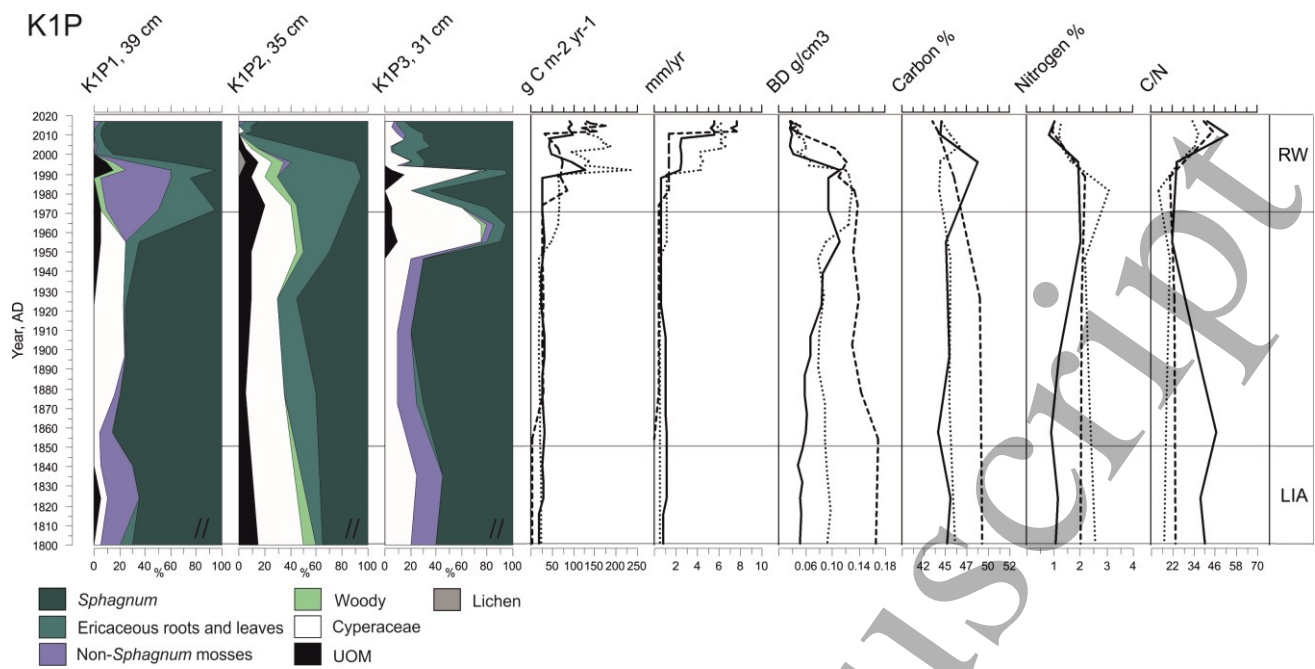 K1P
K1P1, 39 cm
K1P2, 35 cm
K1P3, 31 cm
g C m-2 yr-1
mm/yr
BD g/cm3
Carbon %
Nitrogen %
C/N
Year, AD
2020
2010
2000
1990
1980
1970
1960
1950
1940
1930
1920
1910
1900
1890
1880
1870
1860
1850
1840
1830
1820
1810
1800
RW
LIA
20 40 60 80 100
%
20 40 60 80 100
%
20 40 60 80 100
%
50 100 150 200 250
2 4 6 8 10
0.06 0.10 0.14 0.18
42 45 47 50 52
1 2 3 4
22 34 46 58 70
//
//
//
Sphagnum
Ericaceous roots and leaves
Non-Sphagnum mosses
Woody
Cyperaceae
UOM
Lichen
script
uscript